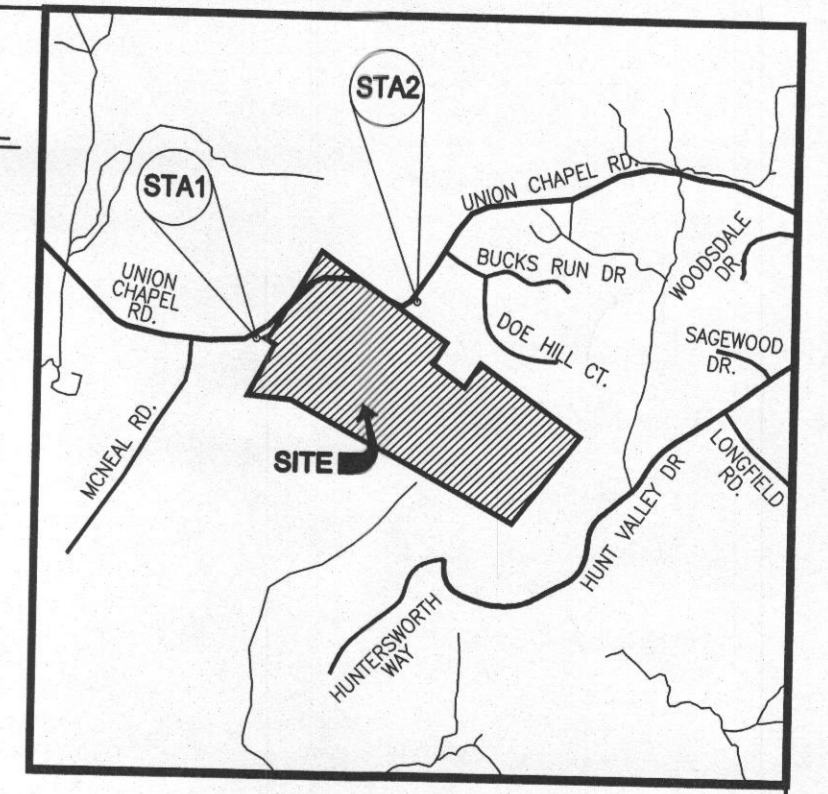 STA2
STA1
UNION CHAPEL RD.
WOODSDALE
DR.
UNION
CHAPEL
RD.
BUCKS RUN DR
DOE HILL CT.
SAGEWOOD
DR.
MCNEAL RD.
SITE
LONGFIELD
RD.
HUNT VALLEY DR
HUNTERSWORTH
WAY